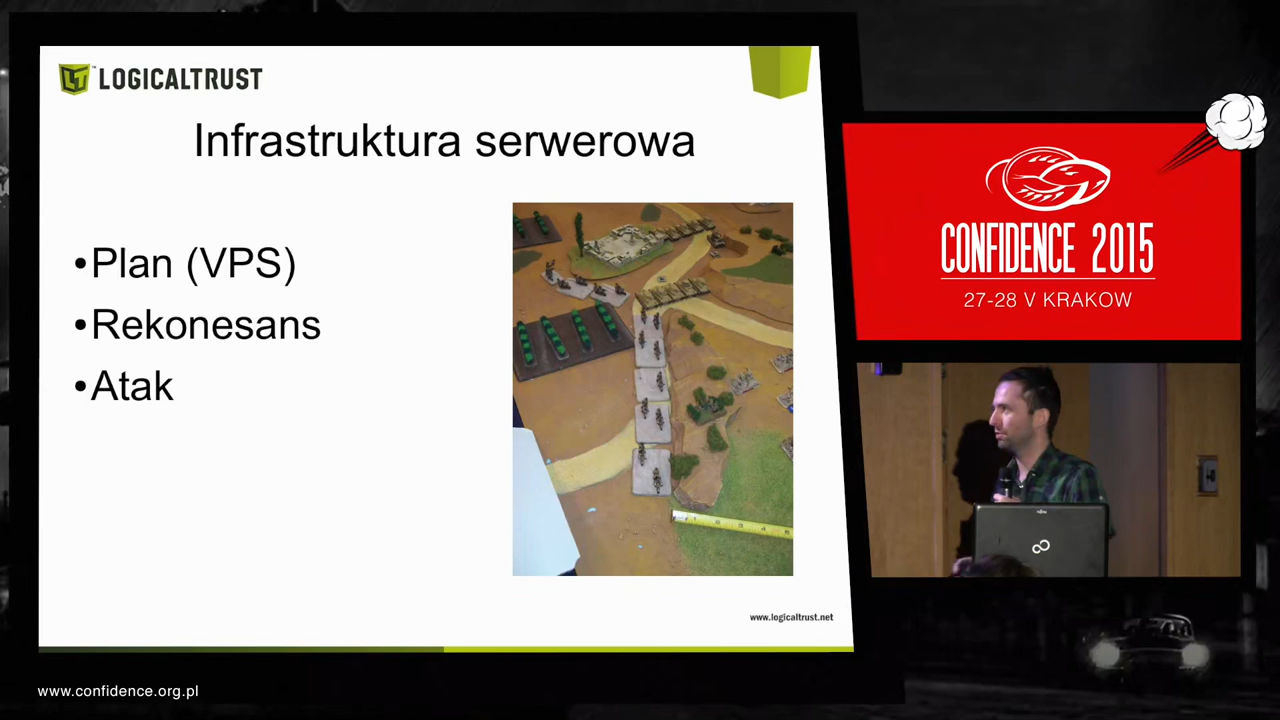 LOGICALTRUST
Infrastruktura serwerowa
•Plan (VPS)
•Rekonesans
•Atak
www.logicaltrust.net
CONFIDENCE 2015
27-28 V KRAKOW
www.confidence.org.pl